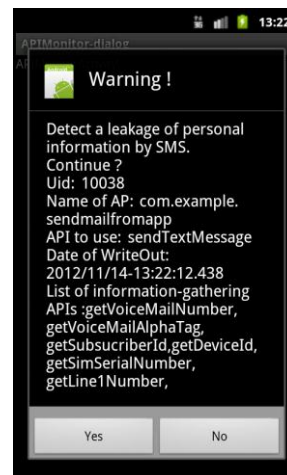 13:22
APIMonitor-dialog
AP
Warning !
Detect a leakage of personal
information by SMS.
Continue ?
Uid: 10038
Name of AP: com.example.
sendmailfromapp
API to use: sendTextMessage
Date of WriteOut:
2012/11/14-13:22:12.438
List of information-gathering
APIs :getVoiceMailNumber,
getVoiceMailAlphaTag,
getSubsucriberId,getDeviceId,
getSimSerialNumber,
getLine1Number,
Yes
No